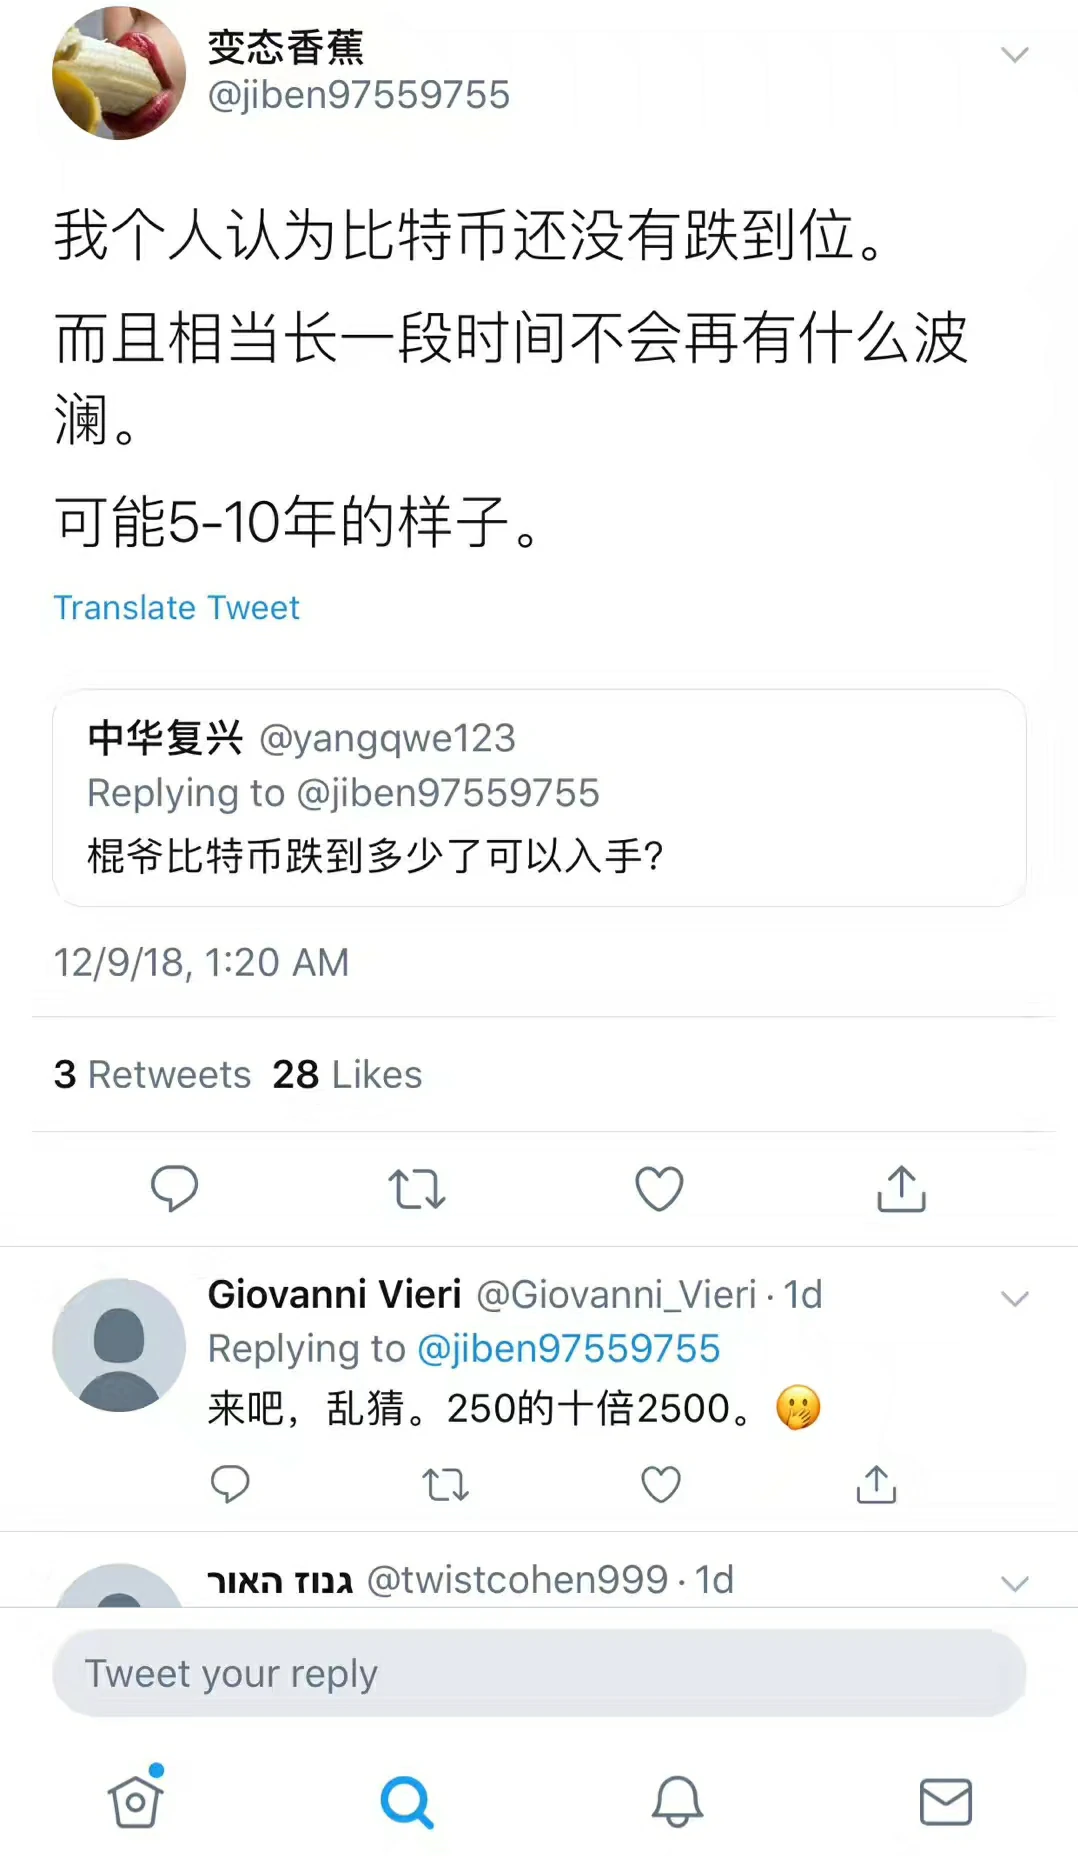 变态香蕉
@jiben97559755
我个人认为比特币还没有跌到位。
而且相当长一段时间不会再有什么波
澜。
可能5-10年的样子。
Translate Tweet
中华复兴 @yangqwe123
Replying to @jiben97559755
棍爷比特币跌到多少了可以入手?
12/9/18, 1:20 AM
3 Retweets 28 Likes
Giovanni Vieri @Giovanni_Vieri · 1d
Replying to @jiben97559755
来吧，乱猜。250的十倍2500。🤭
גנוז האור @twistcohen999 · 1d
Tweet your reply